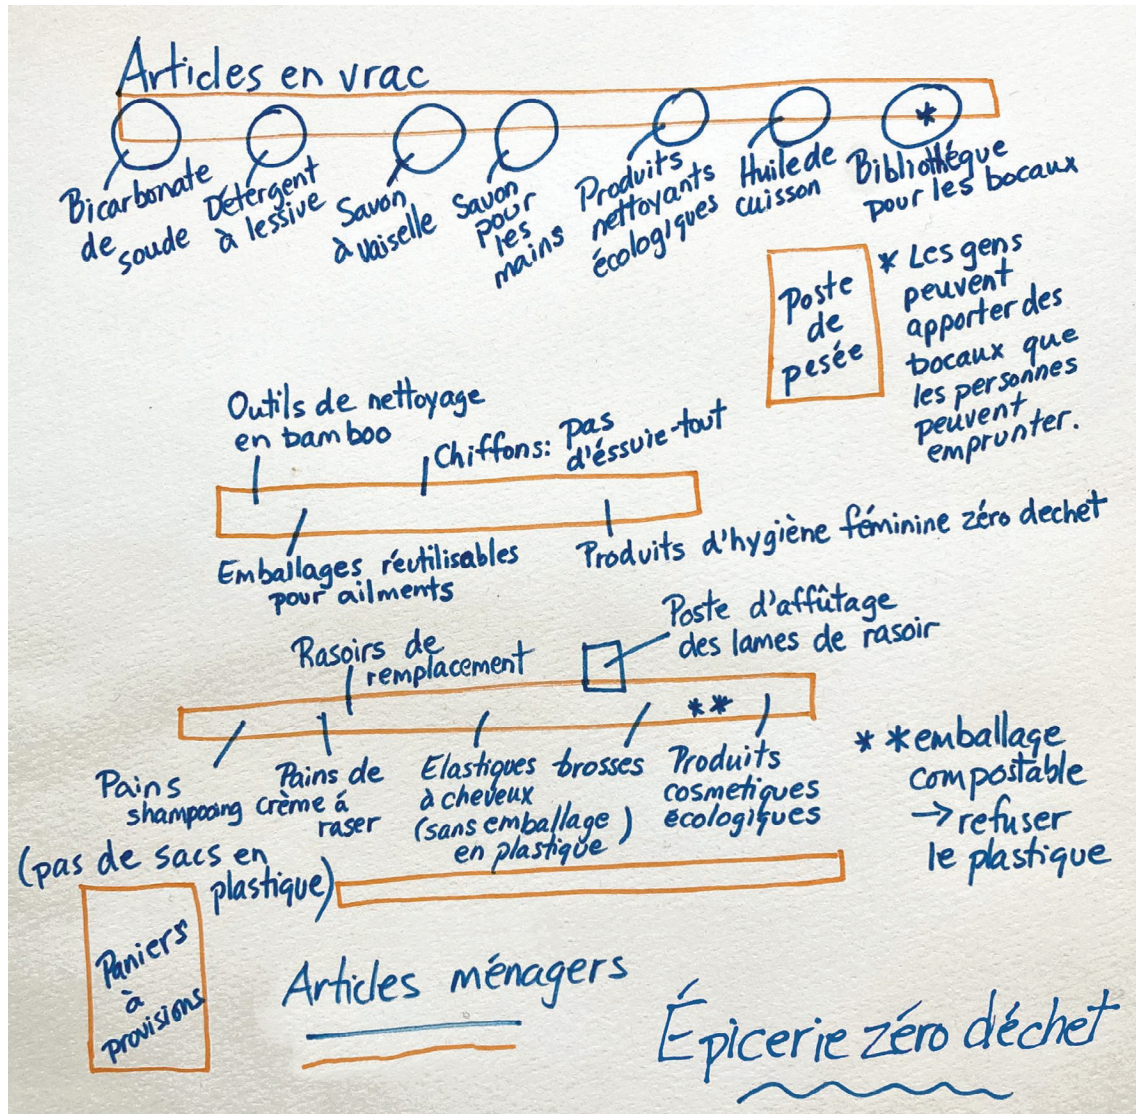 Articles en vrac
Bicarbonate
de soude
Détergent
à lessive
Savon
à vaiselle
Savon
pour
les
mains
Produits
nettoyants
écologiques
Huile de
cuisson
*
Bibliothéque
pour les bocaux
Poste
de
pesée
* Les gens
peuvent
apporter des
bocaux que
les personnes
peuvent
emprunter.
Outils de nettoyage
en bamboo
Chiffons: pas
d'éssuie-tout
Emballages réutilisables
pour ailments
Produits d'hygiène féminine zéro dechet
Rasoirs de
remplacement
Poste d'affûtage
des lames de rasoir
**
Pains
shampooing
Pains de
crème á
raser
Elastiques
à cheveux
(sans emballage
en plastique)
brosses
Produits
cosmetiques
écologiques
* * emballage
compostable
→ refuser
le plastique
(pas de sacs en
plastique)
Paniers
à
provisions
Articles ménagers
Épicerie zéro déchet